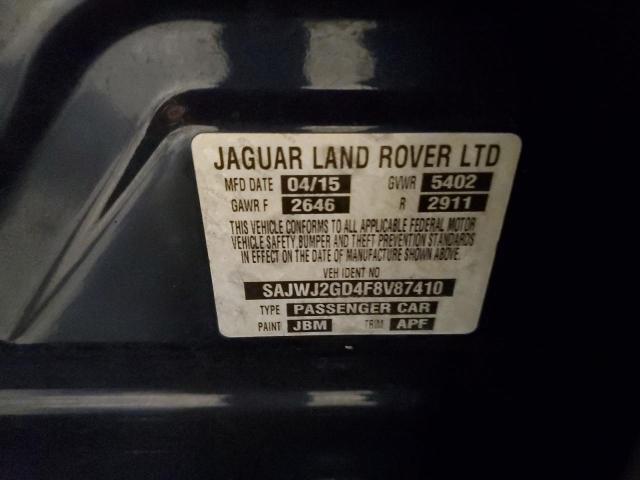 JAGUAR LAND ROVER LTD
MFD DATE 04/15 GVWR 5402
GAWR F 2646 R 2911
THIS VEHICLE CONFORMS TO ALL APPLICABLE FEDERAL MOTOR
VEHICLE SAFETY, BUMPER AND THEFT PREVENTION STANDARDS
IN EFFECT ON THE DATE OF MANUFACTURE SHOWN ABOVE.
VEH IDENT NO
SAJWJ2GD4F8V87410
TYPE PASSENGER CAR
PAINT JBM TRIM APF